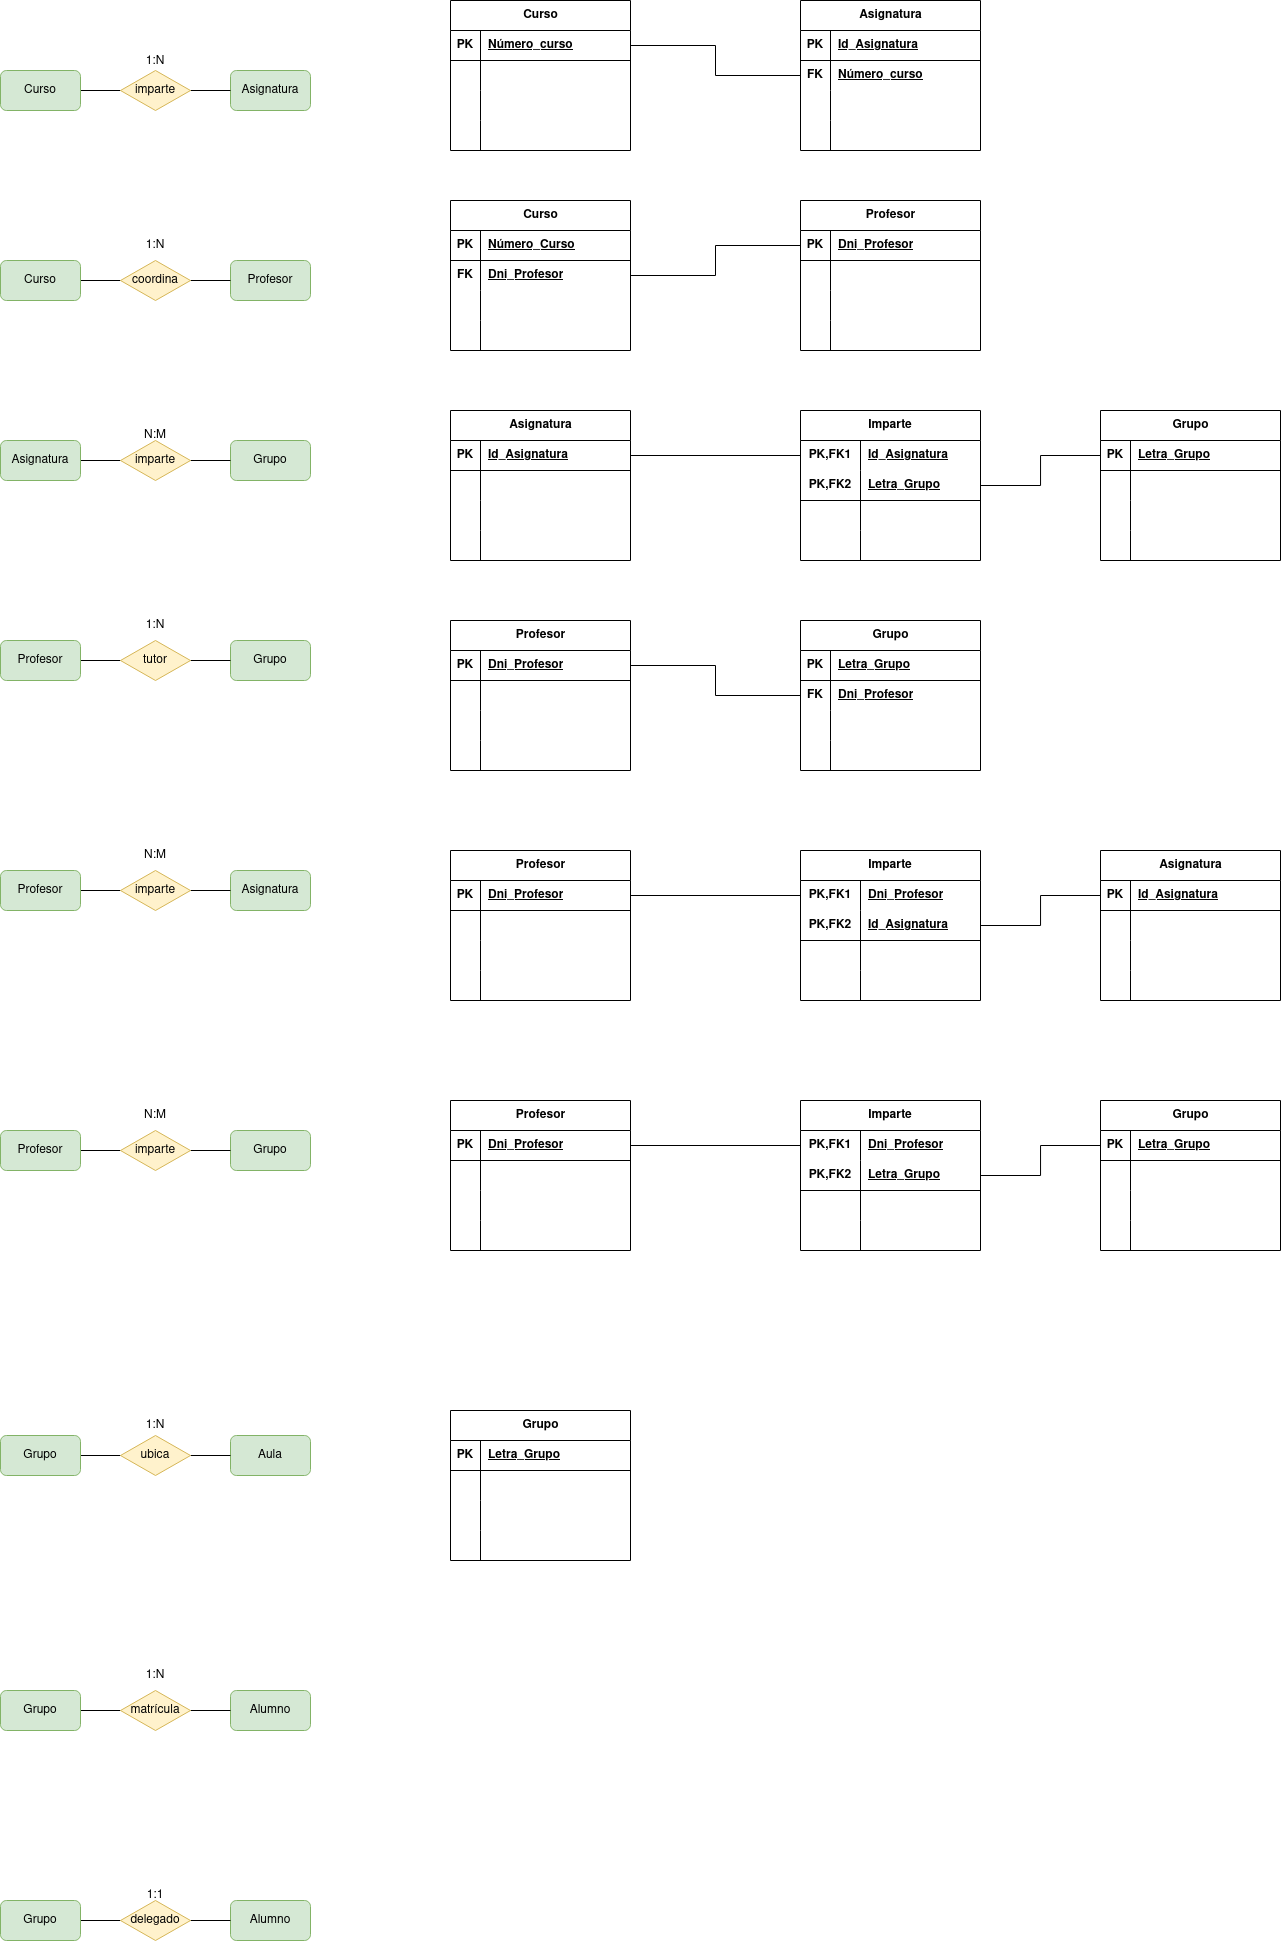 Curso
Asignatura
PK Número_curso
PK Id_Asignatura
1:N
FK Número_curso
Curso
imparte
Asignatura
Curso
Profesor
1:N
PK Número_Curso
PK Dni_Profesor
Curso
coordina
Profesor
FK Dni_Profesor
Asignatura
Imparte
Grupo
N:M
Asignatura
imparte
Grupo
PK Id_Asignatura
PK,FK1 Id_Asignatura
PK Letra_Grupo
PK,FK2 Letra_Grupo
1:N
Profesor
Grupo
Profesor
tutor
Grupo
PK Dni_Profesor
PK Letra_Grupo
FK Dni_Profesor
N:M
Profesor
Imparte
Asignatura
Profesor
imparte
Asignatura
PK Dni_Profesor
PK,FK1 Dni_Profesor
PK Id_Asignatura
PK,FK2 Id_Asignatura
N:M
Profesor
Imparte
Grupo
Profesor
imparte
Grupo
PK Dni_Profesor
PK,FK1 Dni_Profesor
PK Letra_Grupo
PK,FK2 Letra_Grupo
1:N
Grupo
Grupo
ubica
Aula
PK Letra_Grupo
1:N
Grupo
matrícula
Alumno
1:1
Grupo
delegado
Alumno